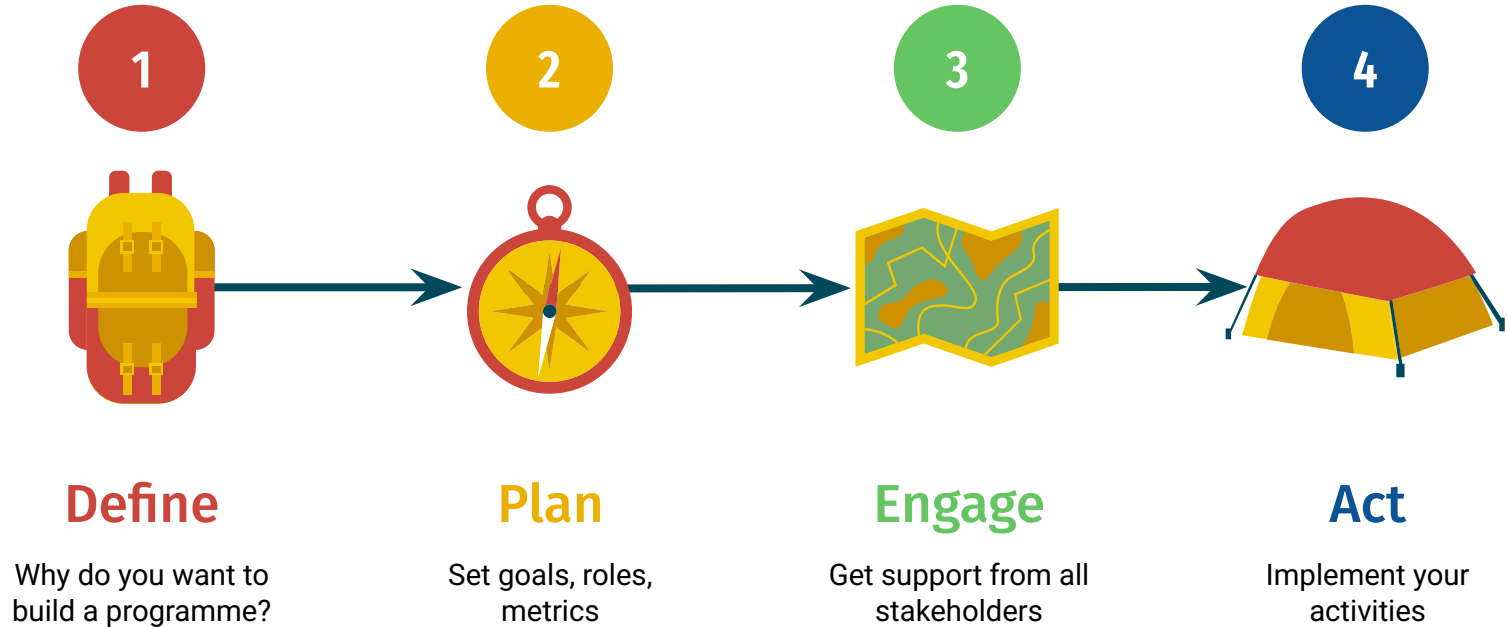 1
2
3
4
Define
Why do you want to
build a programme?
Plan
Set goals, roles,
metrics
Engage
Get support from all
stakeholders
Act
Implement your
activities